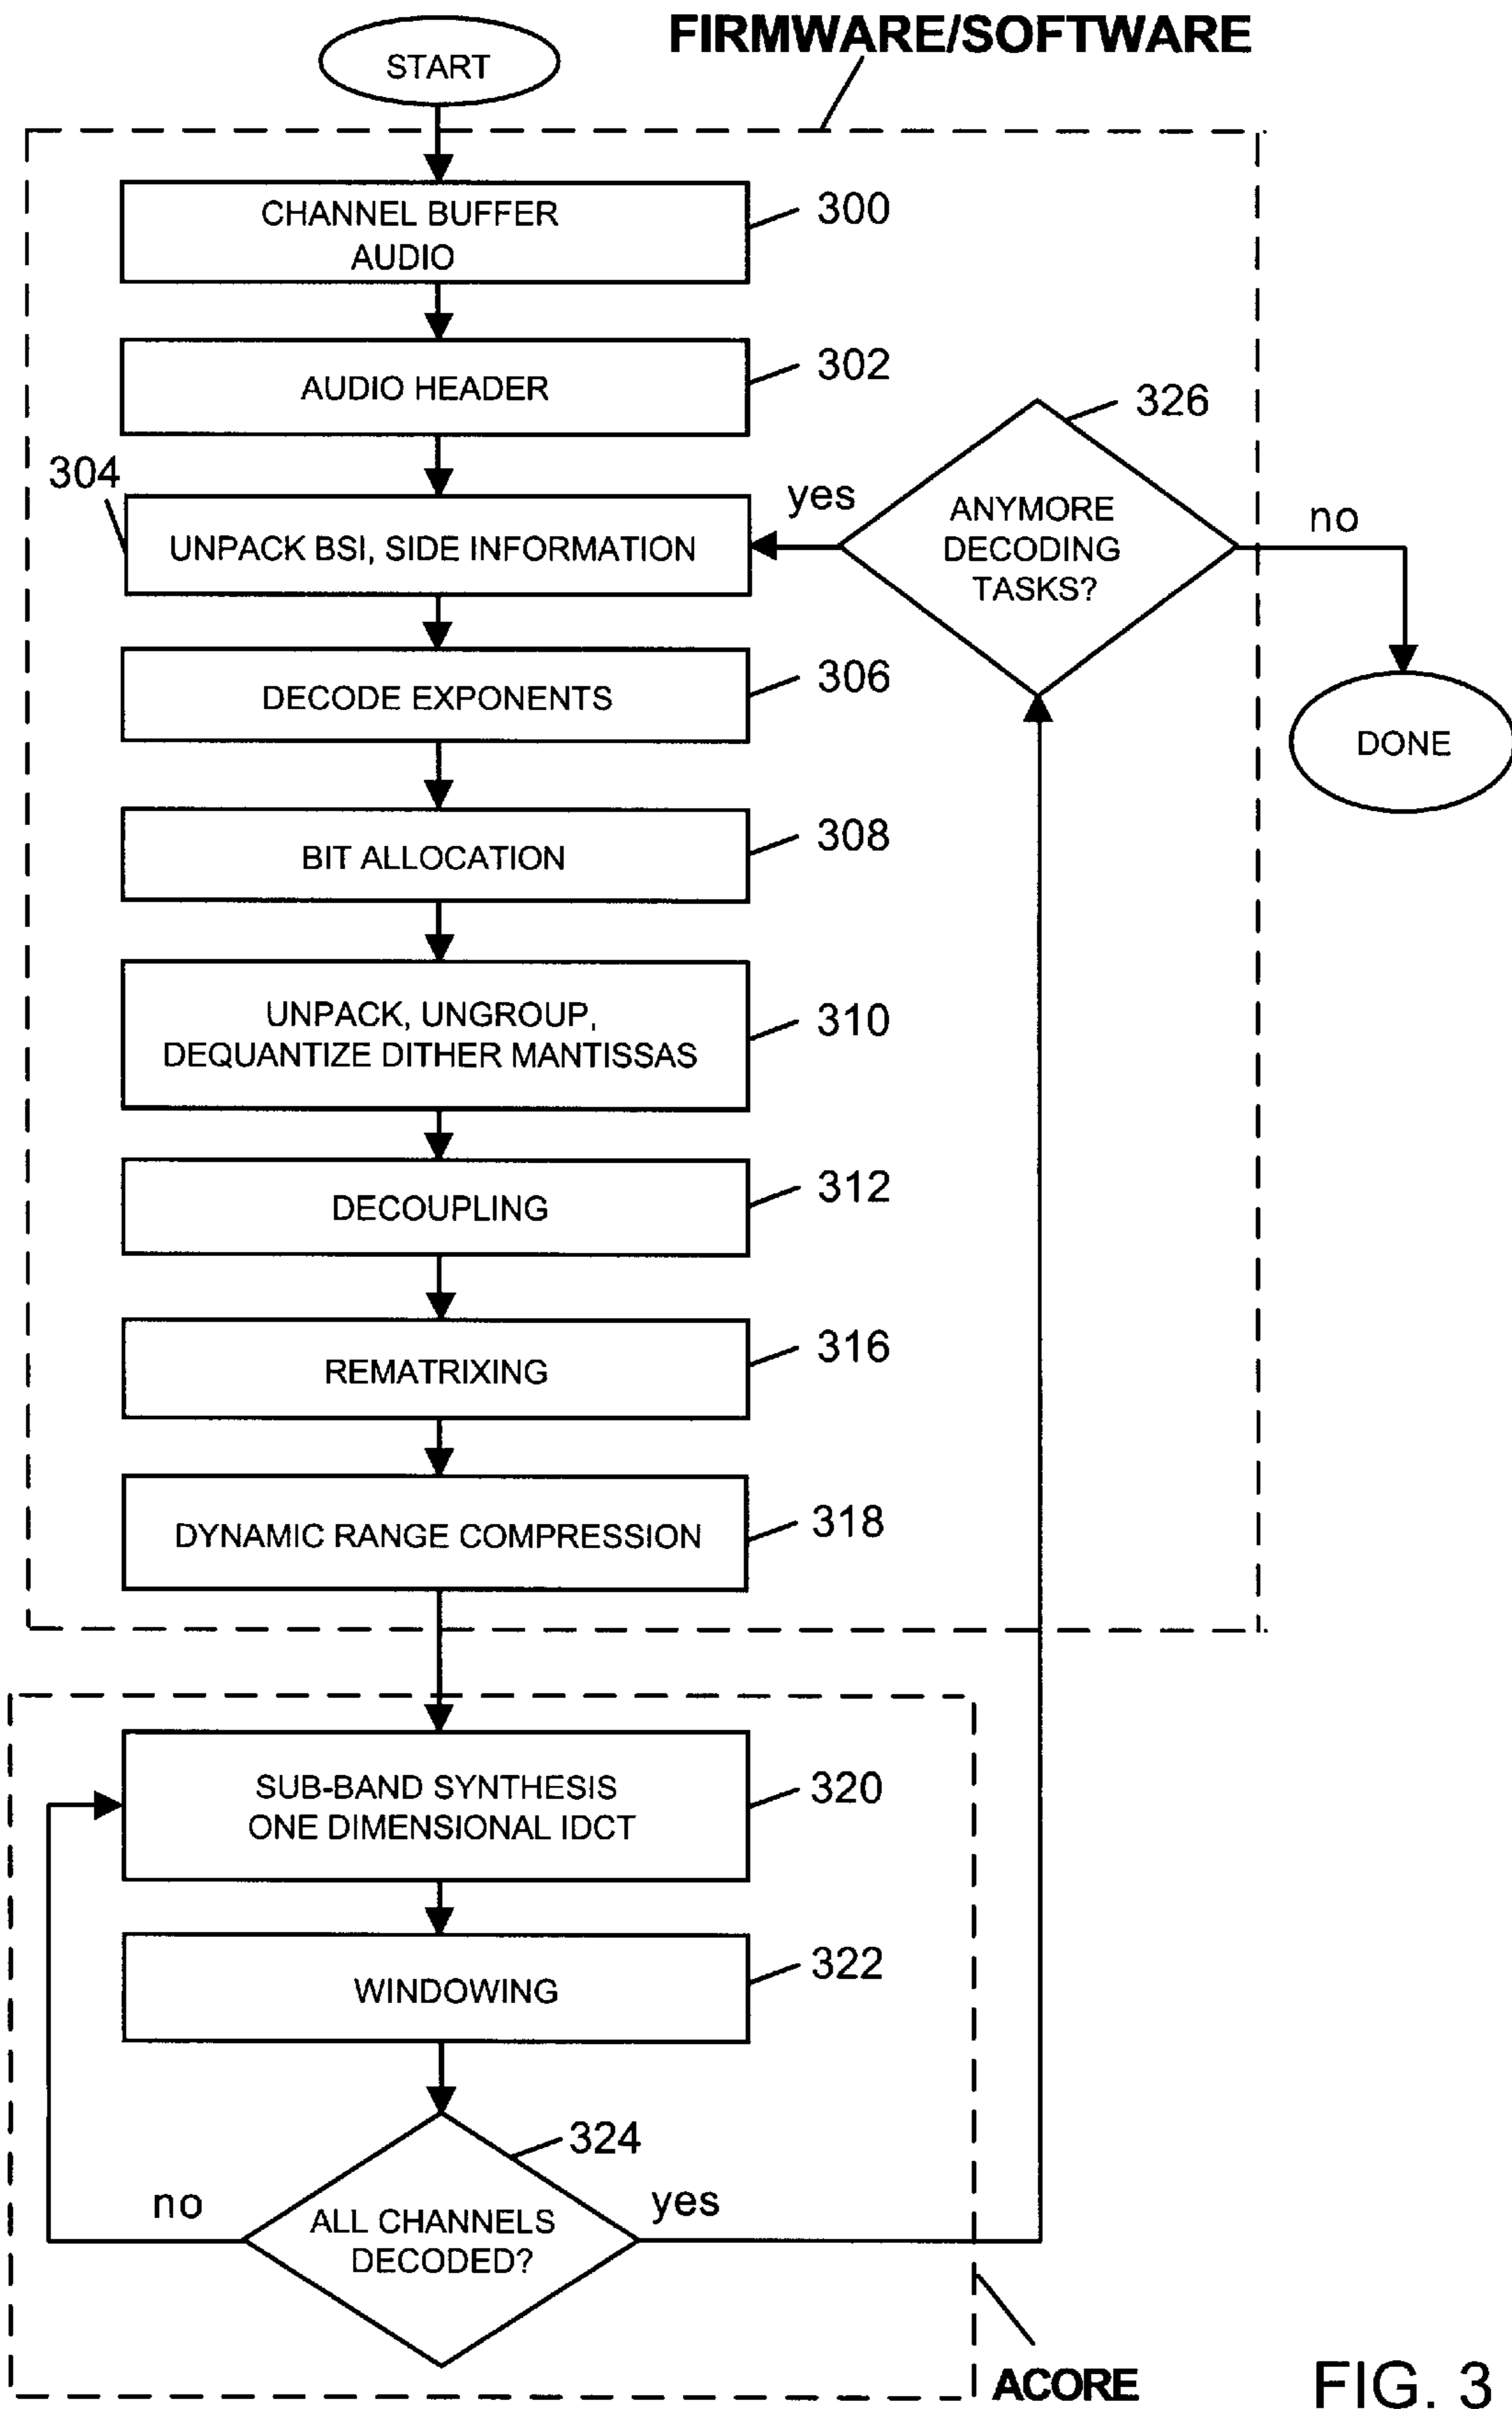 FIRMWARE/SOFTWARE
START
CHANNEL BUFFER
AUDIO
300
AUDIO HEADER
302
326
304
UNPACK BSI, SIDE INFORMATION
yes
ANYMORE
DECODING
TASKS?
no
DONE
DECODE EXPONENTS
306
BIT ALLOCATION
308
UNPACK, UNGROUP,
DEQUANTIZE DITHER MANTISSAS
310
DECOUPLING
312
REMATRIXING
316
DYNAMIC RANGE COMPRESSION
318
SUB-BAND SYNTHESIS
ONE DIMENSIONAL IDCT
320
WINDOWING
322
324
no
ALL CHANNELS
DECODED?
yes
ACORE
FIG. 3